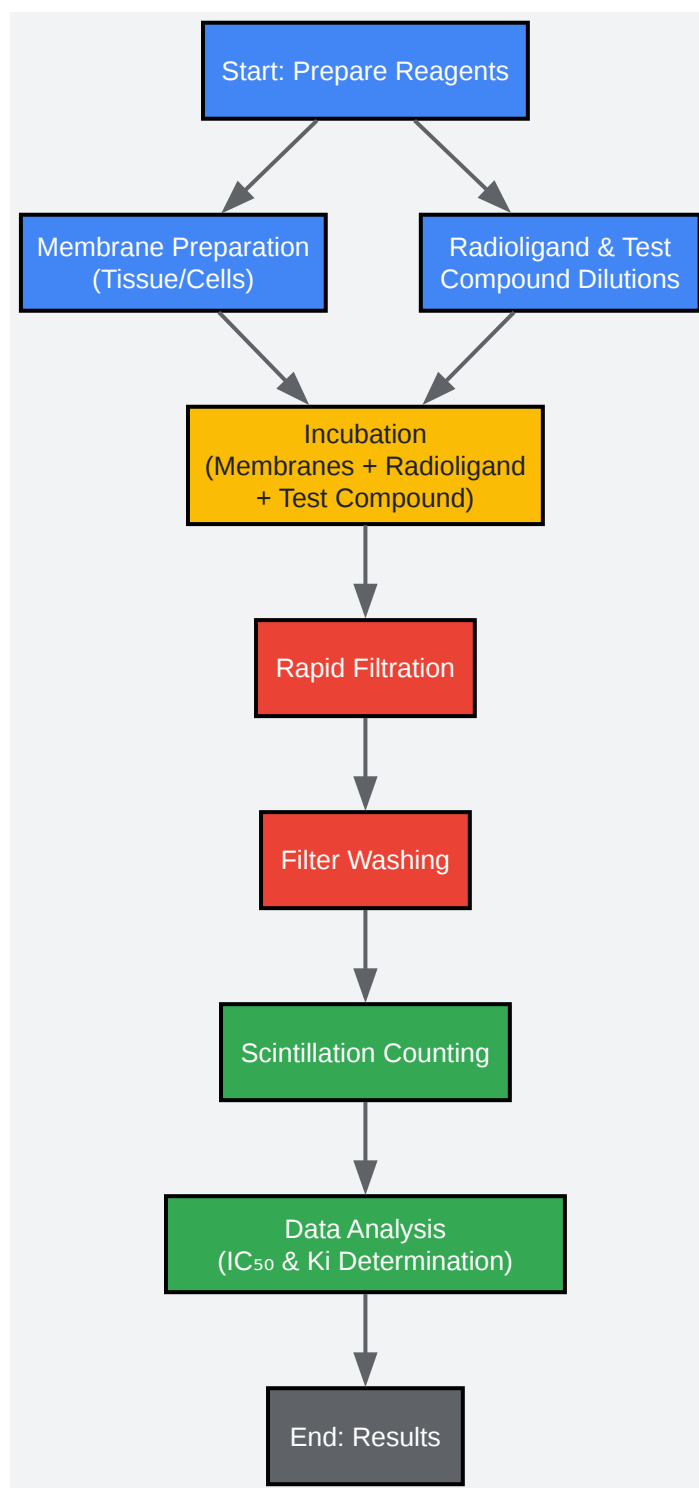 Start: Prepare Reagents
Membrane Preparation
(Tissue/Cells)
Radioligand & Test
Compound Dilutions
Incubation
(Membranes + Radioligand
+ Test Compound)
Rapid Filtration
Filter Washing
Scintillation Counting
Data Analysis
(IC₅₀ & Ki Determination)
End: Results